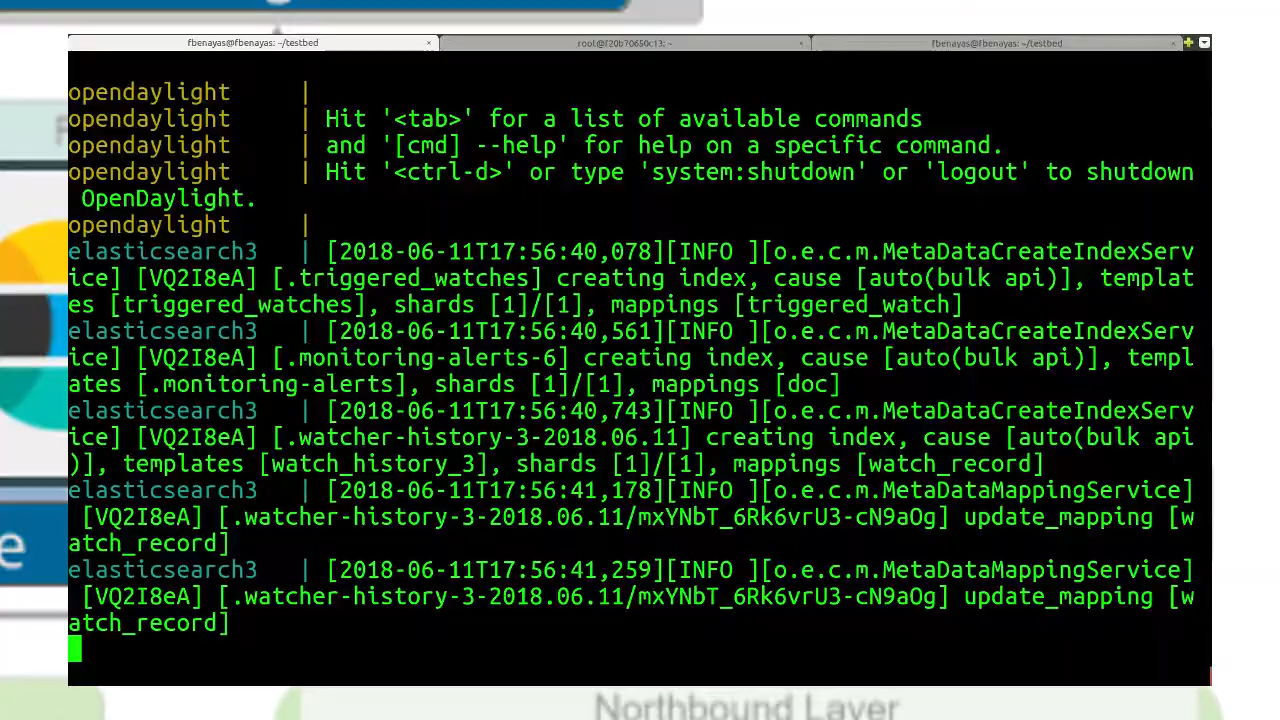 fbenayas@fbenayas: ~/testbed
root@f20b70650c13: ~
fbenayas@fbenayas: ~/testbed
opendaylight |
opendaylight | Hit '<tab>' for a list of available commands
opendaylight | and '[cmd] --help' for help on a specific command.
opendaylight | Hit '<ctrl-d>' or type 'system:shutdown' or 'logout' to shutdown
OpenDaylight.
opendaylight |
elasticsearch3 | [2018-06-11T17:56:40,078][INFO ][o.e.c.m.MetaDataCreateIndexServ
ice] [VQ2I8eA] [.triggered_watches] creating index, cause [auto(bulk api)], templat
es [triggered_watches], shards [1]/[1], mappings [triggered_watch]
elasticsearch3 | [2018-06-11T17:56:40,561][INFO ][o.e.c.m.MetaDataCreateIndexServ
ice] [VQ2I8eA] [.monitoring-alerts-6] creating index, cause [auto(bulk api)], templ
ates [.monitoring-alerts], shards [1]/[1], mappings [doc]
elasticsearch3 | [2018-06-11T17:56:40,743][INFO ][o.e.c.m.MetaDataCreateIndexServ
ice] [VQ2I8eA] [.watcher-history-3-2018.06.11] creating index, cause [auto(bulk api
)], templates [watch_history_3], shards [1]/[1], mappings [watch_record]
elasticsearch3 | [2018-06-11T17:56:41,178][INFO ][o.e.c.m.MetaDataMappingService]
[VQ2I8eA] [.watcher-history-3-2018.06.11/mxYNbT_6Rk6vrU3-cN9aOg] update_mapping [w
atch_record]
elasticsearch3 | [2018-06-11T17:56:41,259][INFO ][o.e.c.m.MetaDataMappingService]
[VQ2I8eA] [.watcher-history-3-2018.06.11/mxYNbT_6Rk6vrU3-cN9aOg] update_mapping [w
atch_record]
Northbound Layer